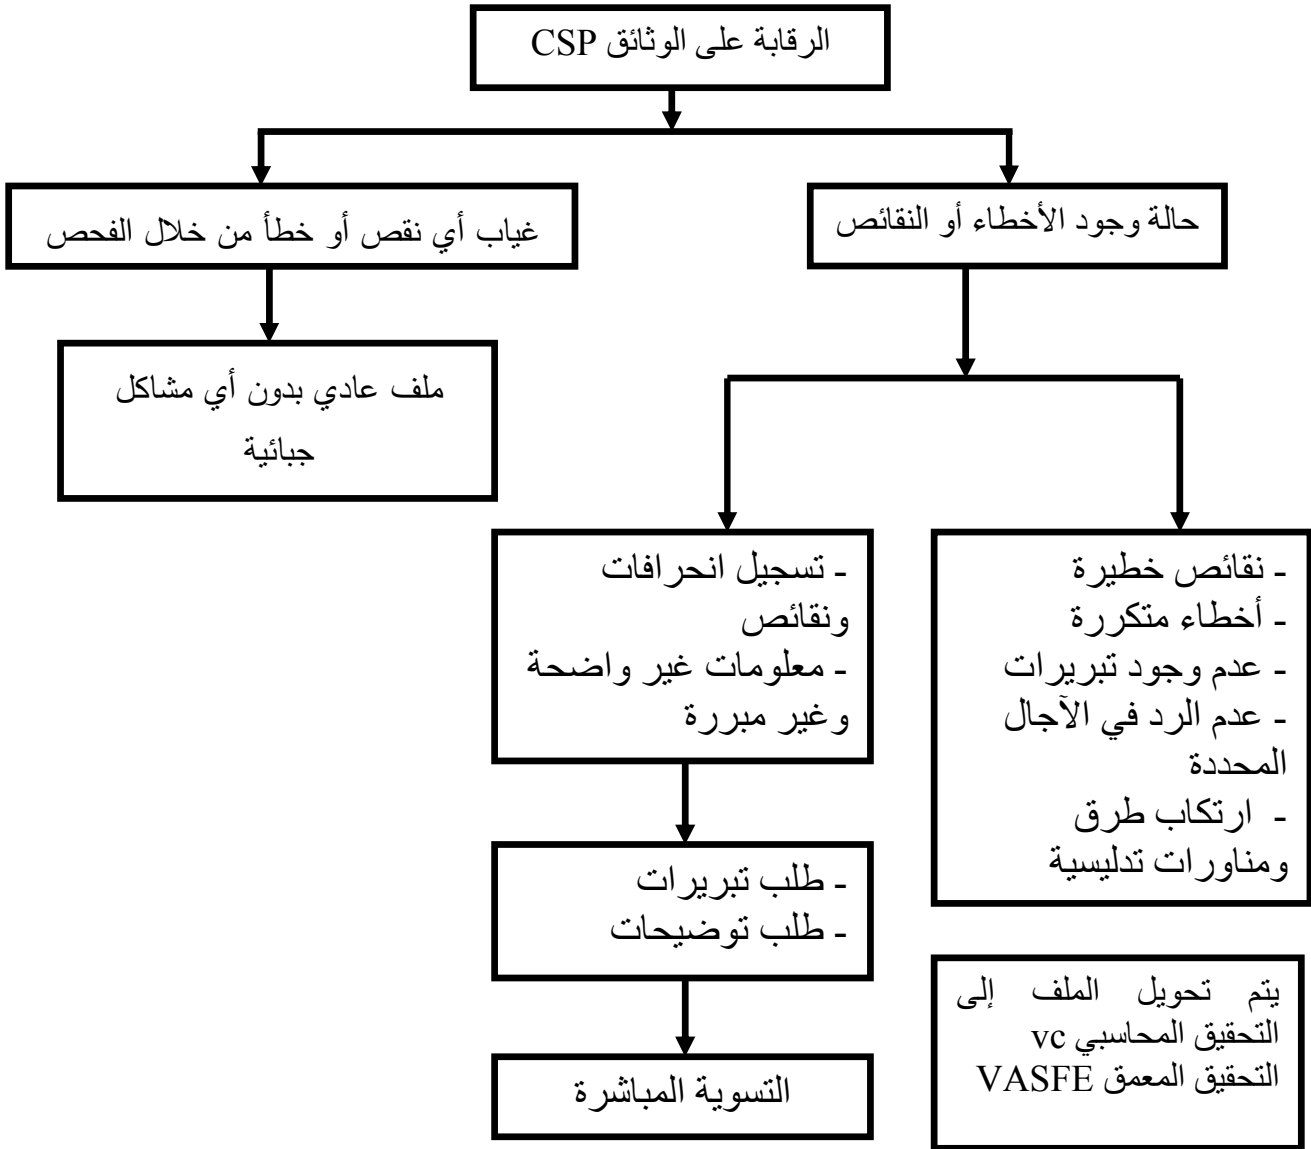 الرقابة على الوثائق CSP
حالة وجود الأخطاء أو النقائص
غياب أي نقص أو خطأ من خلال الفحص
ملف عادي بدون أي مشاكل
جبائية
- نقائص خطيرة
- أخطاء متكررة
- عدم وجود تبريرات
- عدم الرد في الآجال
المحددة
- ارتكاب طرق
ومناورات تدليسية
- تسجيل انحرافات
ونقائص
- معلومات غير واضحة
وغير مبررة
- طلب تبريرات
- طلب توضيحات
يتم تحويل الملف إلى
التحقيق المحاسبي vc
التحقيق المعمق VASFE
التسوية المباشرة